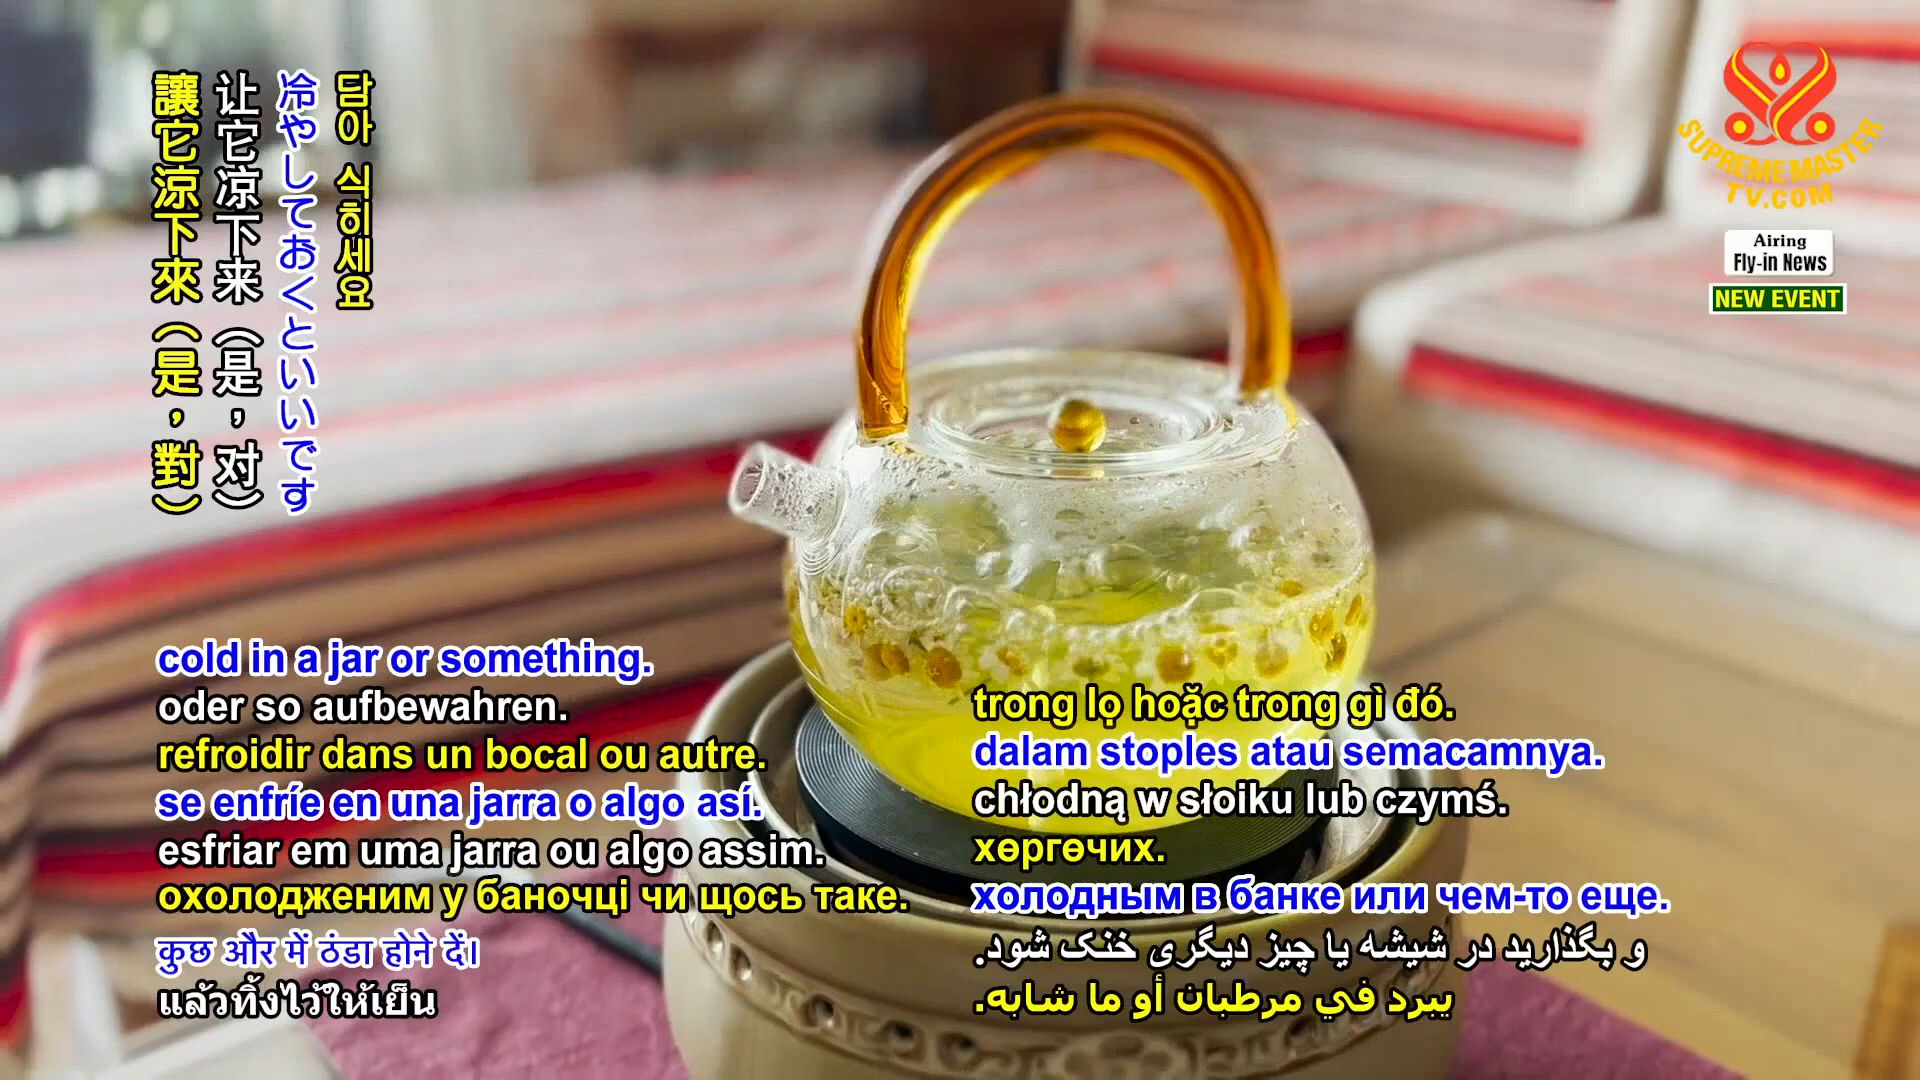 讓它涼下來（是，對）
让它凉下来（是，对）
冷やしておくといいです
담아 식히세요
SUPREME MASTER
TV.COM
Airing
Fly-in News
NEW EVENT
cold in a jar or something.
oder so aufbewahren.
refroidir dans un bocal ou autre.
se enfríe en una jarra o algo así.
esfriar em uma jarra ou algo assim.
охолодженим у баночці чи щось таке.
कुछ और में ठंडा होने दें।
แล้วทิ้งไว้ให้เย็น
trong lọ hoặc trong gì đó.
dalam stoples atau semacamnya.
chłodną w słoiku lub czymś.
хөргөчих.
холодным в банке или чем-то еще.
و بگذارید در شیشه یا چیز دیگری خنک شود.
يبرد في مرطبان أو ما شابه.